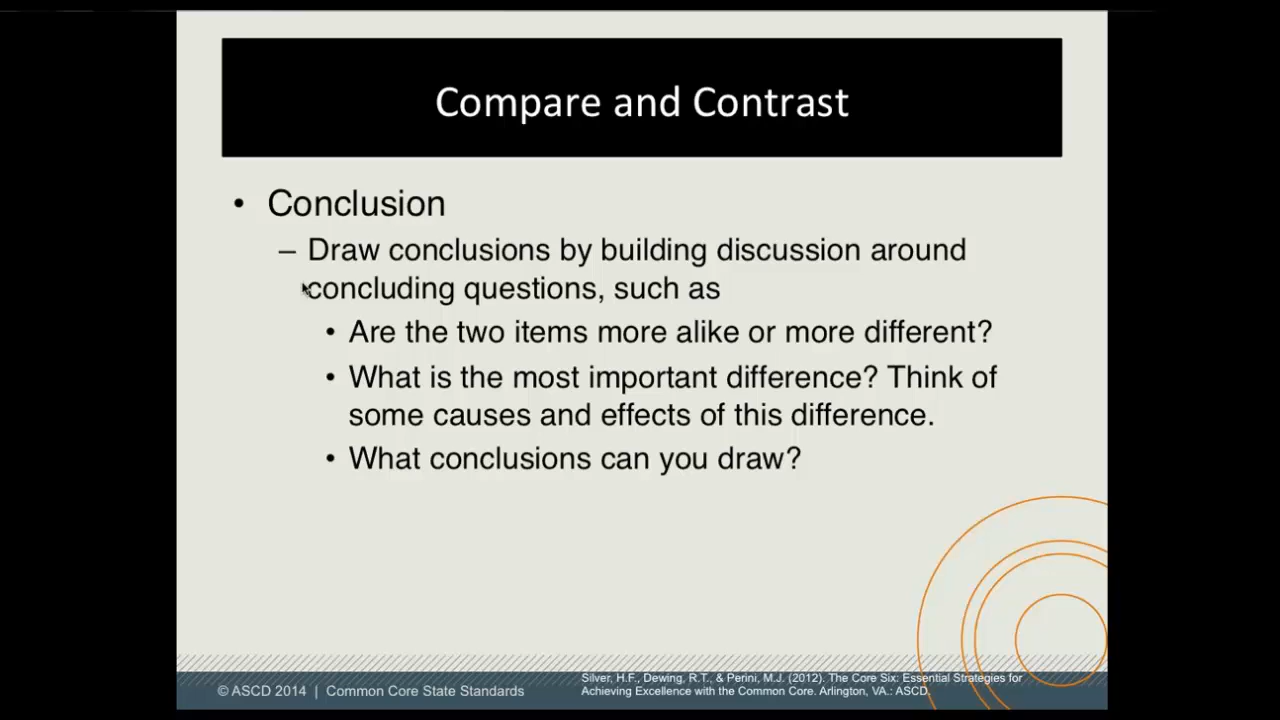 Compare and Contrast
• Conclusion
– Draw conclusions by building discussion around
concluding questions, such as
• Are the two items more alike or more different?
• What is the most important difference? Think of
some causes and effects of this difference.
• What conclusions can you draw?
© ASCD 2014 | Common Core State Standards
Silver, H.F., Dewing, R.T., & Perini, M.J. (2012). The Core Six: Essential Strategies for
Achieving Excellence with the Common Core. Arlington, VA.: ASCD.